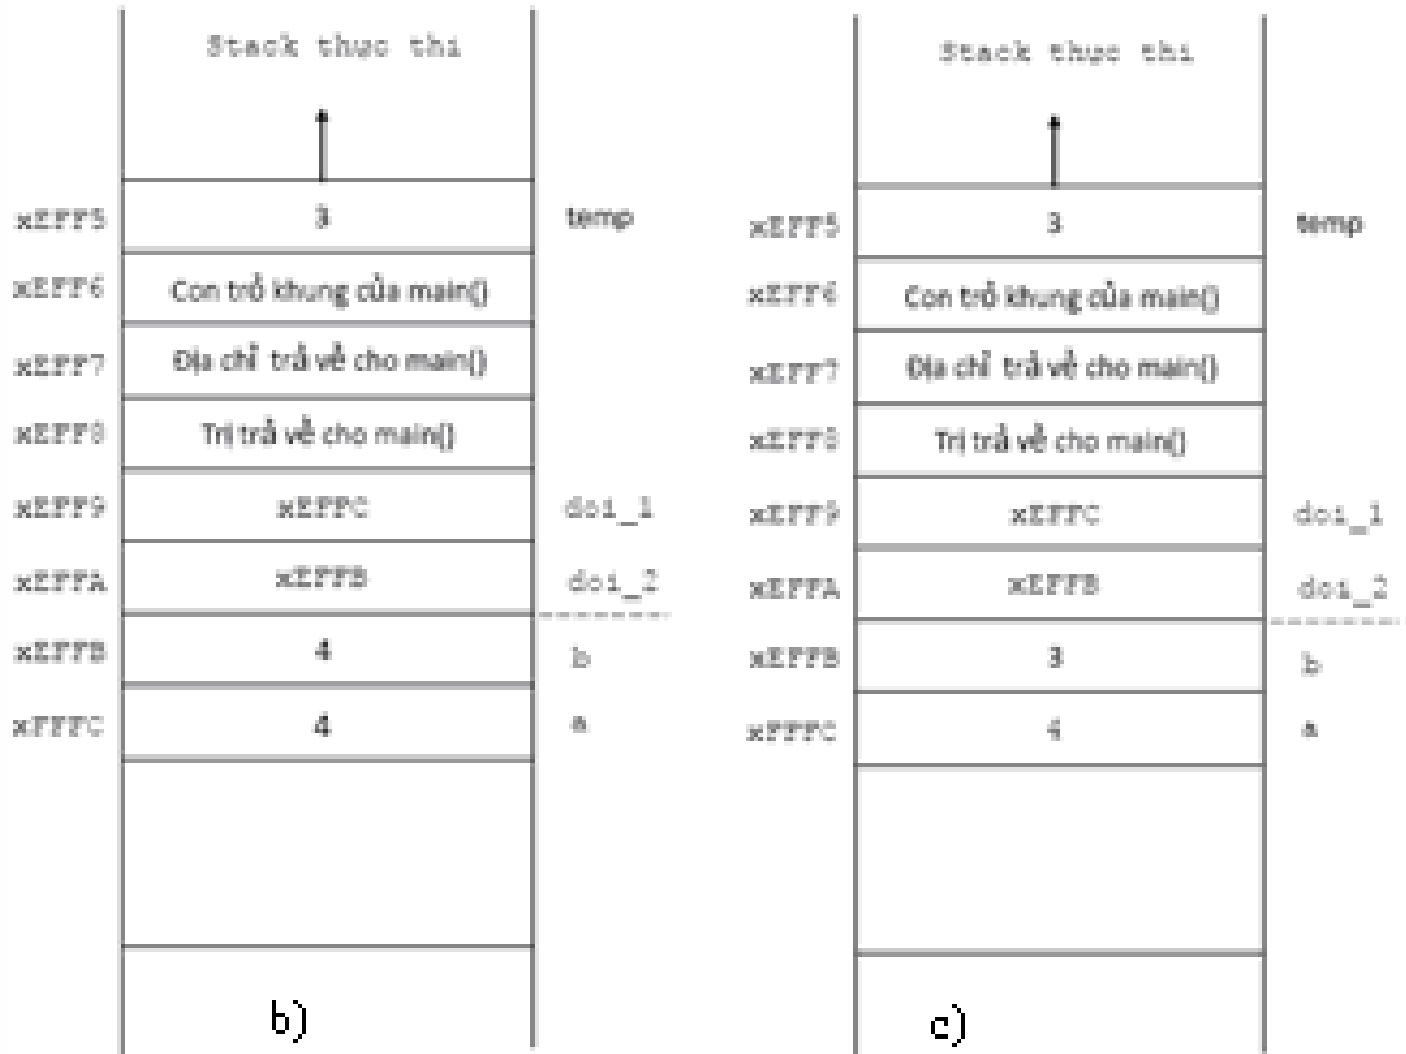 Stack thực thi
xEFF5 3 temp
xEFF6 Con trỏ khung của main()
xEFF7 Địa chỉ trả về cho main()
xEFF8 Trị trả về cho main()
xEFF9 xEFFC doi_1
xEFFA xEFFB doi_2
xEFFB 4 b
xFFFC 4 a
b)
Stack thực thi
xEFF5 3 temp
xEFF6 Con trỏ khung của main()
xEFF7 Địa chỉ trả về cho main()
xEFF8 Trị trả về cho main()
xEFF9 xEFFC doi_1
xEFFA xEFFB doi_2
xEFFB 3 b
xFFFC 4 a
c)